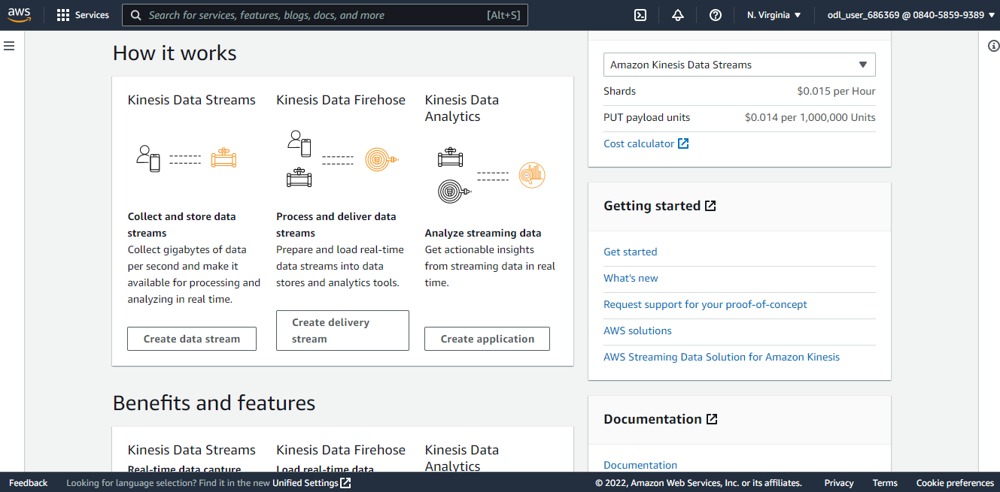 aws
Services
Search for services, features, blogs, docs, and more
[Alt+S]
N. Virginia
odl_user_686369 @ 0840-5859-9389
How it works
Kinesis Data Streams
Collect and store data
streams
Collect gigabytes of data
per second and make it
available for processing and
analyzing in real time.
Create data stream
Kinesis Data Firehose
Process and deliver data
streams
Prepare and load real-time
data streams into data
stores and analytics tools.
Create delivery
stream
Kinesis Data
Analytics
Analyze streaming data
Get actionable insights
from streaming data in real
time.
Create application
Benefits and features
Kinesis Data Streams
Real-time data capture
Kinesis Data Firehose
Load real-time data
Kinesis Data
Analytics
Amazon Kinesis Data Streams
Shards $0.015 per Hour
PUT payload units $0.014 per 1,000,000 Units
Cost calculator
Getting started
Get started
What's new
Request support for your proof-of-concept
AWS solutions
AWS Streaming Data Solution for Amazon Kinesis
Documentation
Documentation
Feedback
Looking for language selection? Find it in the new Unified Settings
© 2022, Amazon Web Services, Inc. or its affiliates.
Privacy
Terms
Cookie preferences